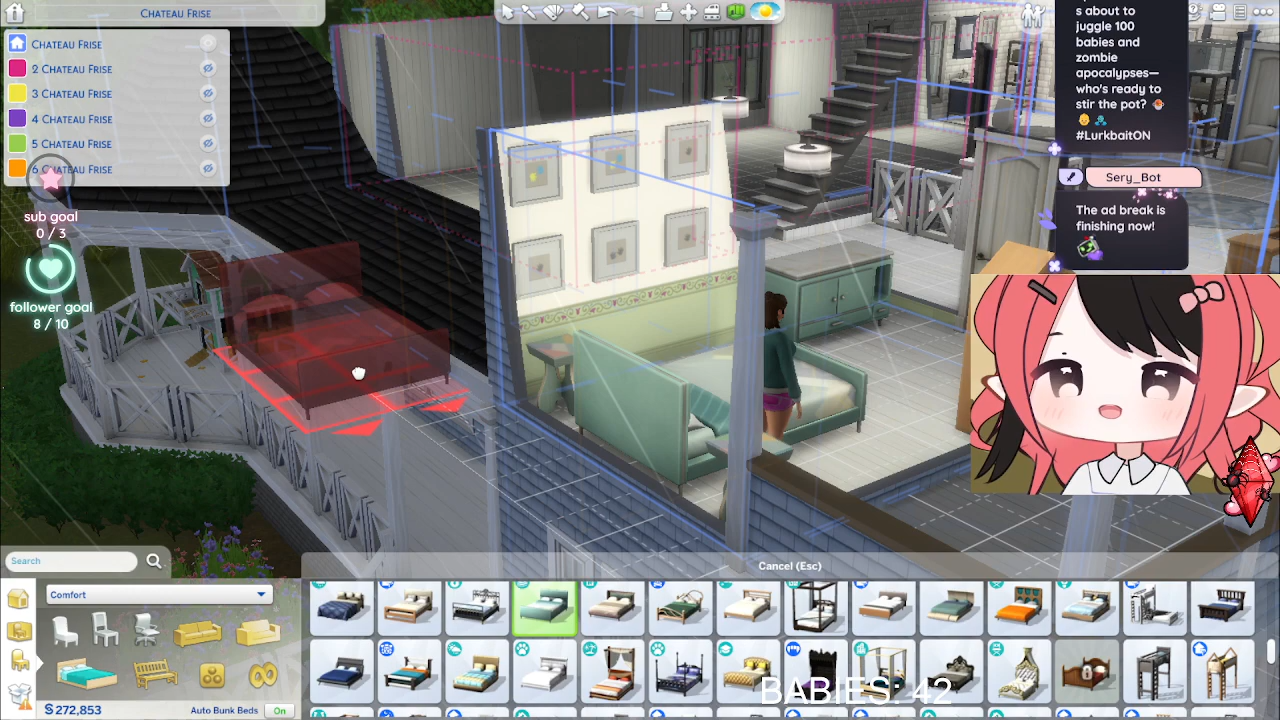 CHATEAU FRISE
CHATEAU FRISE
2 CHATEAU FRISE
3 CHATEAU FRISE
4 CHATEAU FRISE
5 CHATEAU FRISE
6 CHATEAU FRISE
sub goal
0 / 3
follower goal
8 / 10
s about to
juggle 100
babies and
zombie
apocalypses—
who's ready to
stir the pot?
#LurkbaitON
Sery_Bot
The ad break is
finishing now!
Cancel (Esc)
Search
Comfort
$272,853
Auto Bunk Beds
On
BABIES: 42